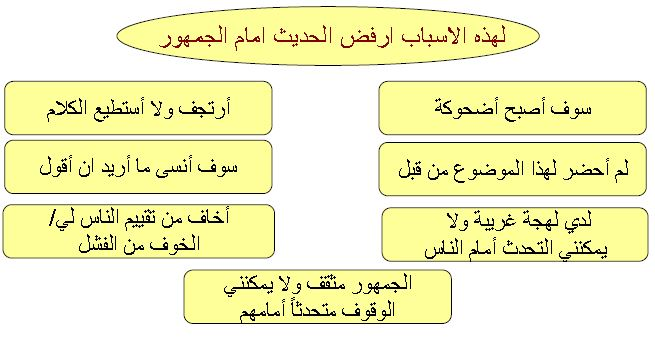 لهذه الاسباب ارفض الحديث امام الجمهور
سوف أصبح أضحوكة
أرتجف ولا أستطيع الكلام
لم أحضر لهذا الموضوع من قبل
سوف أنسى ما أريد ان أقول
لدي لهجة غريبة ولا
يمكنني التحدث أمام الناس
أخاف من تقييم الناس لي/
الخوف من الفشل
الجمهور مثقف ولا يمكنني
الوقوف متحدثاً أمامهم